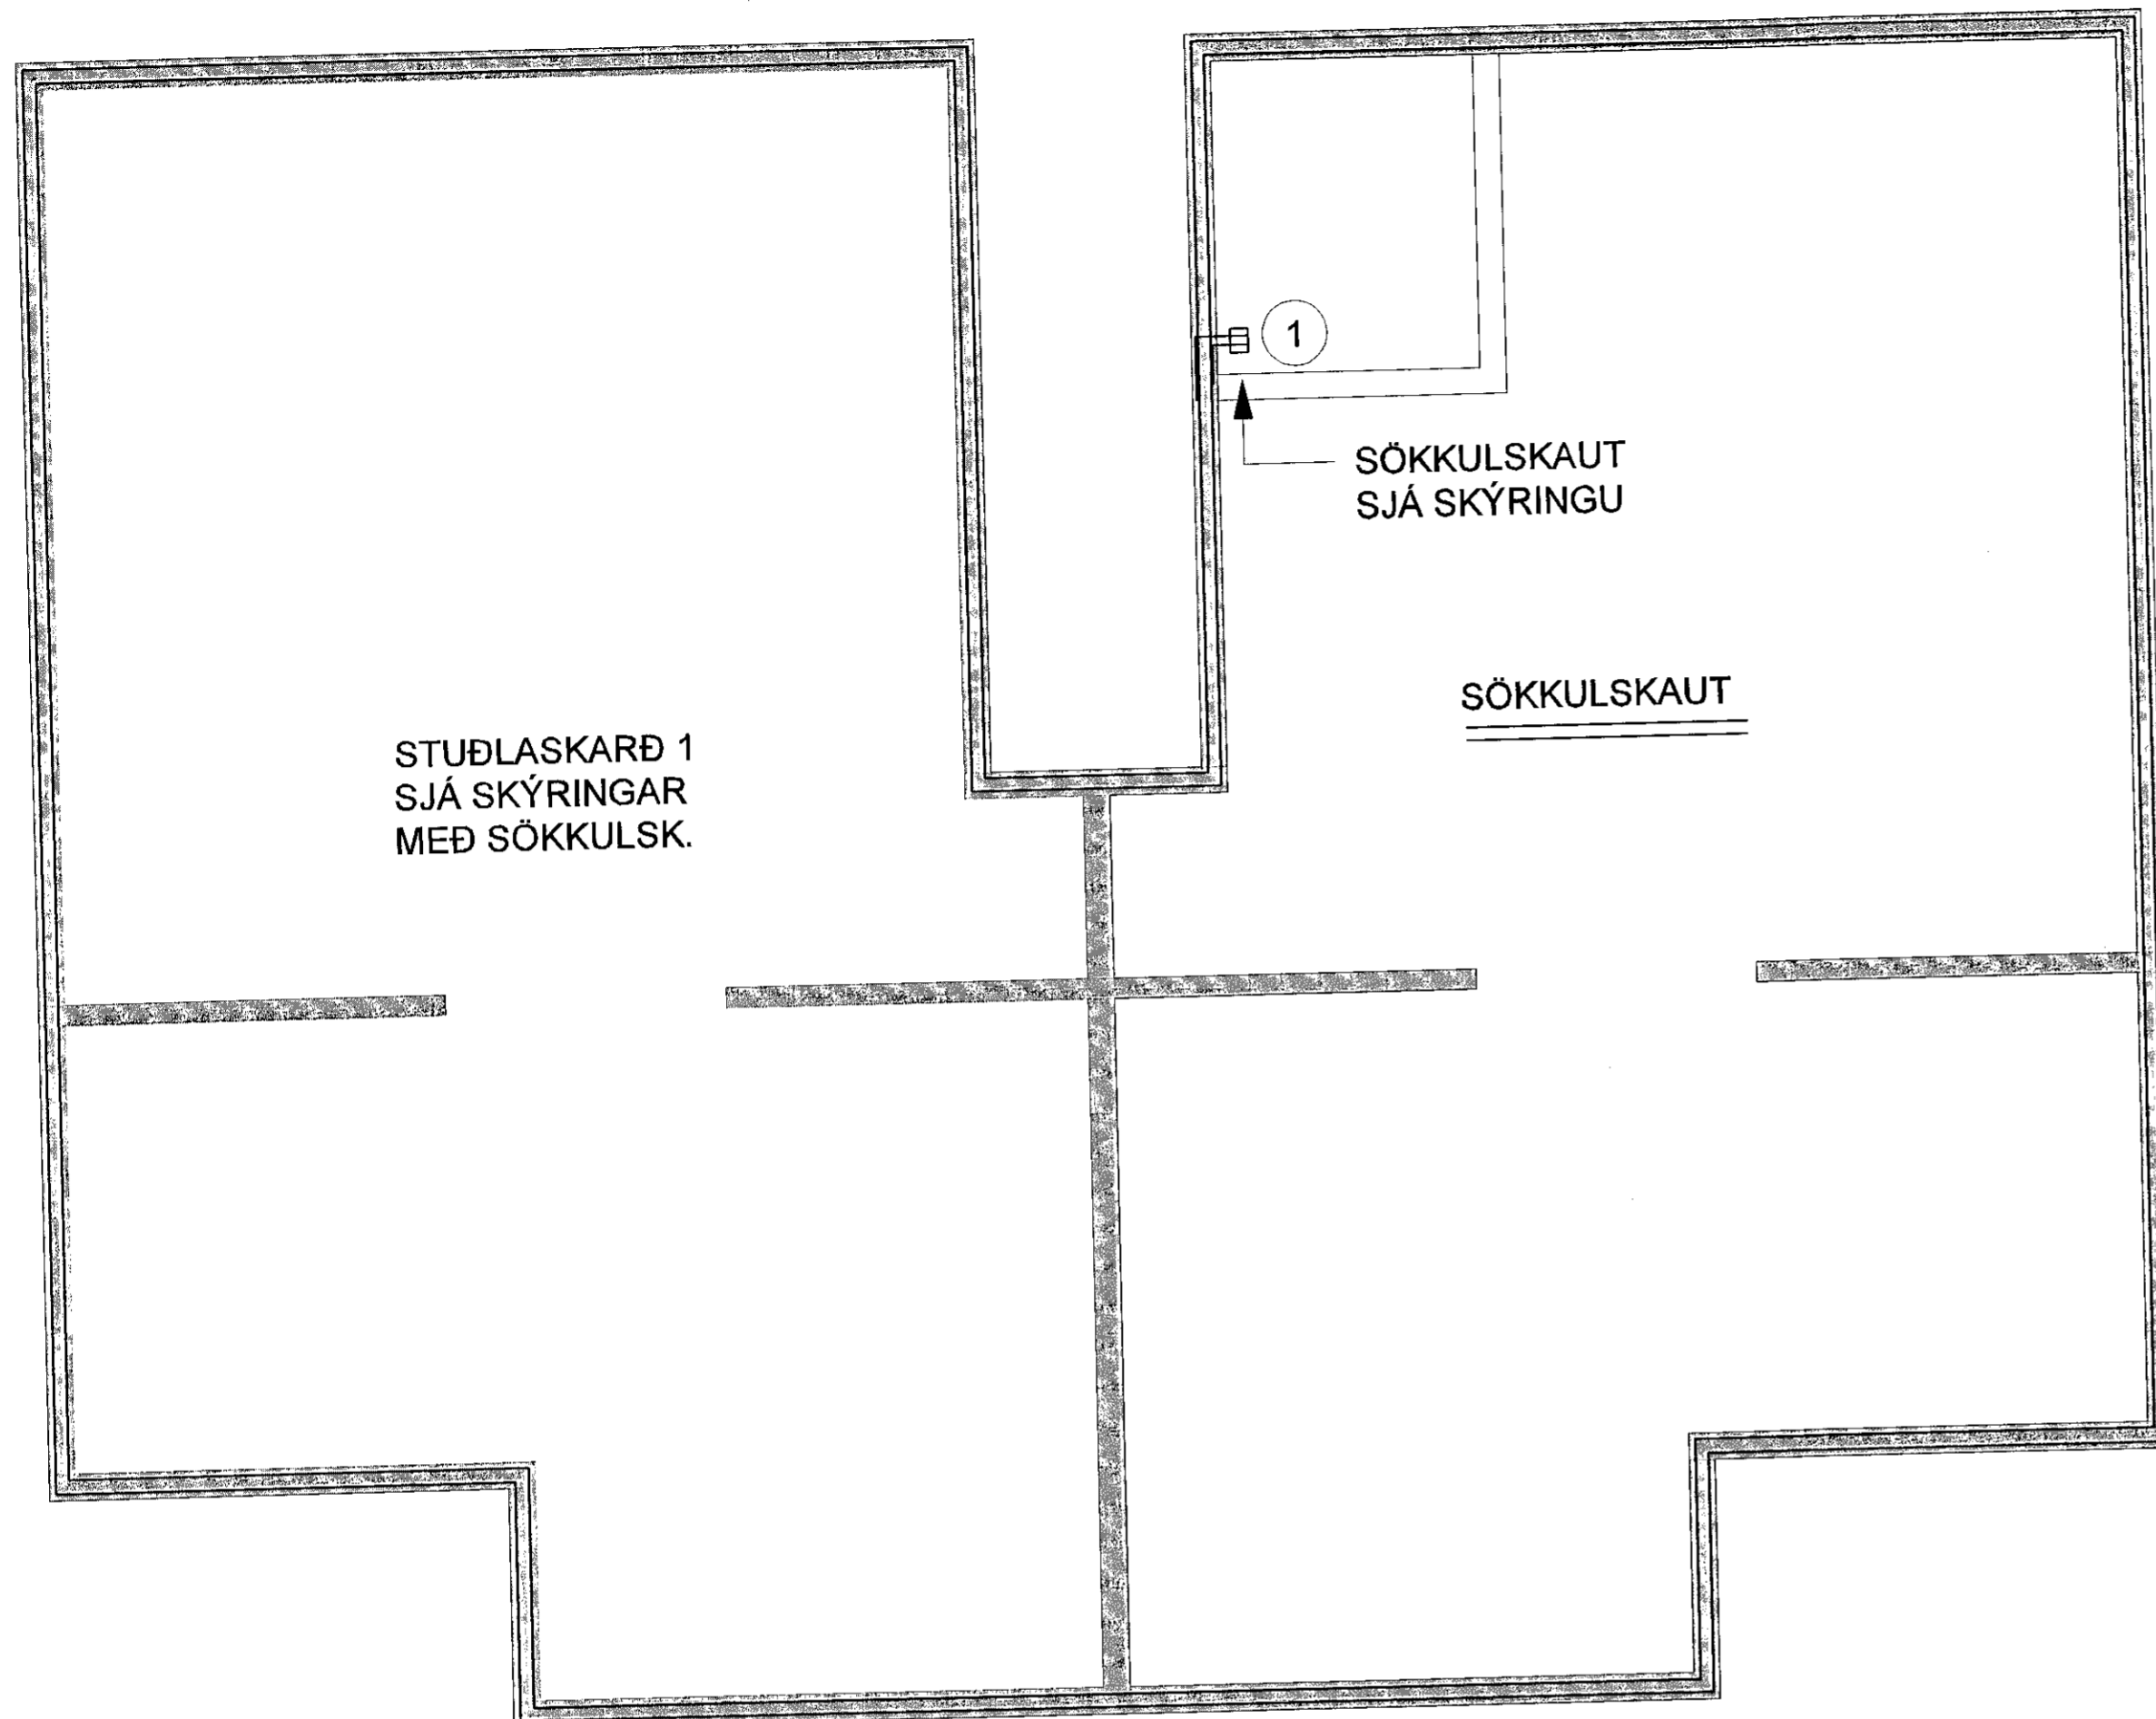 1
SÖKKULSKAUT
SJÁ SKÝRINGU
SÖKKULSKAUT
STUÐLASKARÐ 1
SJÁ SKÝRINGAR
MEÐ SÖKKULSK.